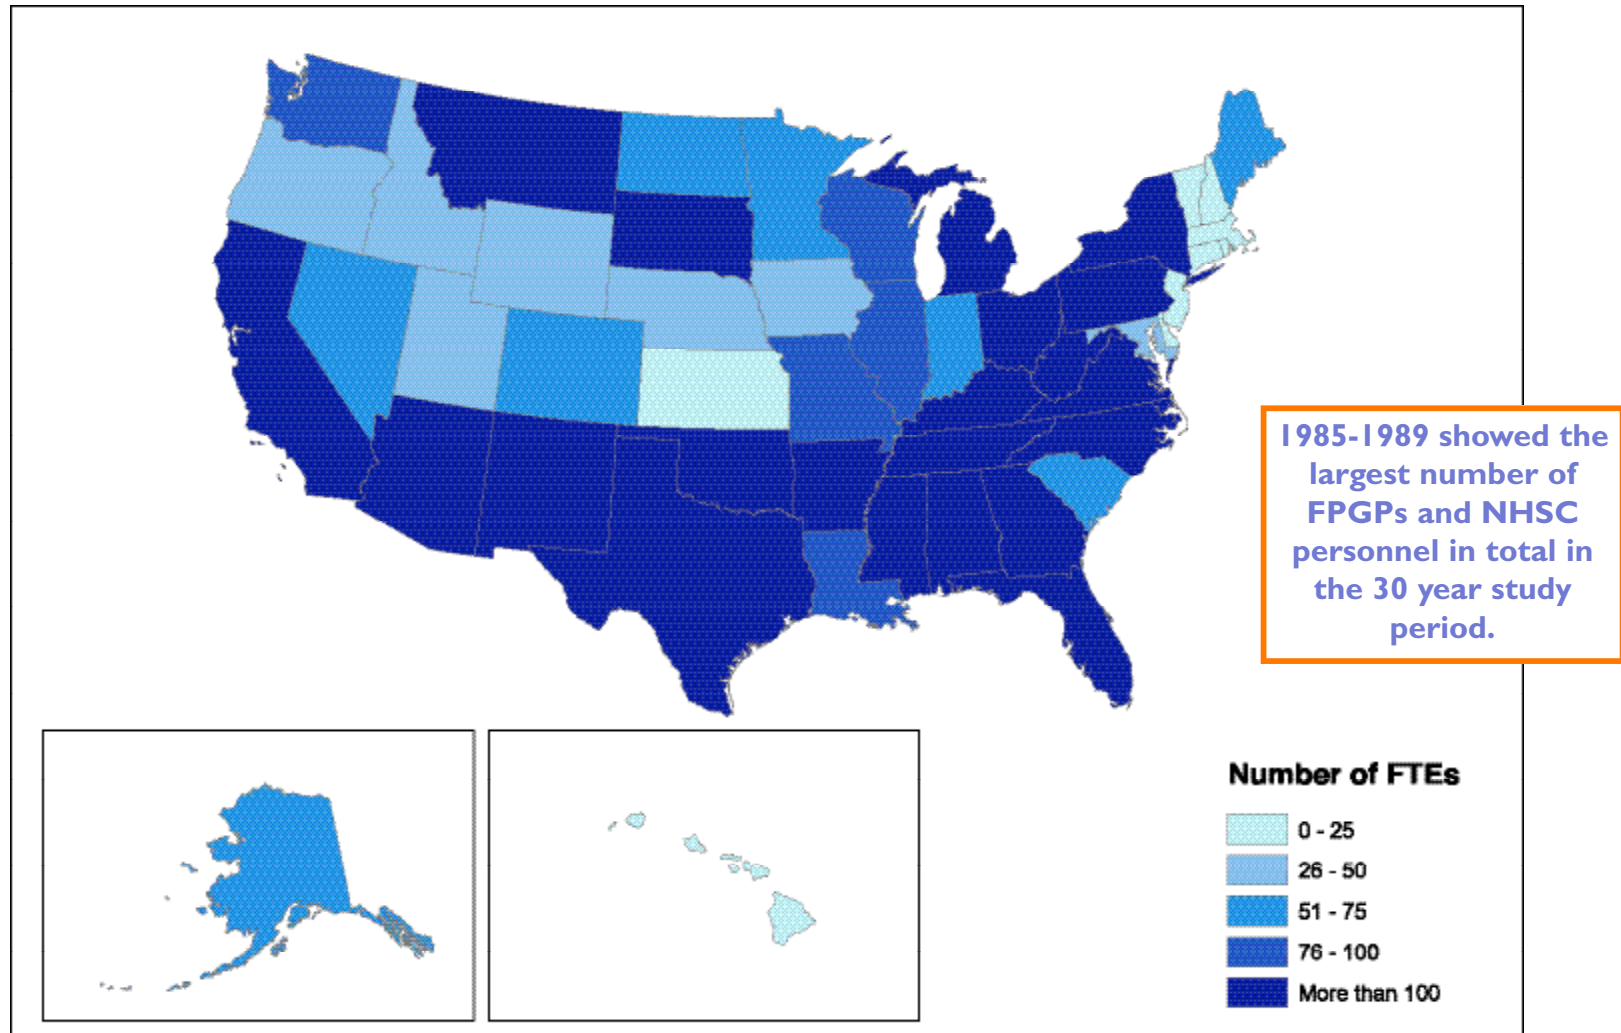 1985-1989 showed the
largest number of
FPGPs and NHSC
personnel in total in
the 30 year study
period.
Number of FTEs
0 - 25
26 - 50
51 - 75
76 - 100
More than 100